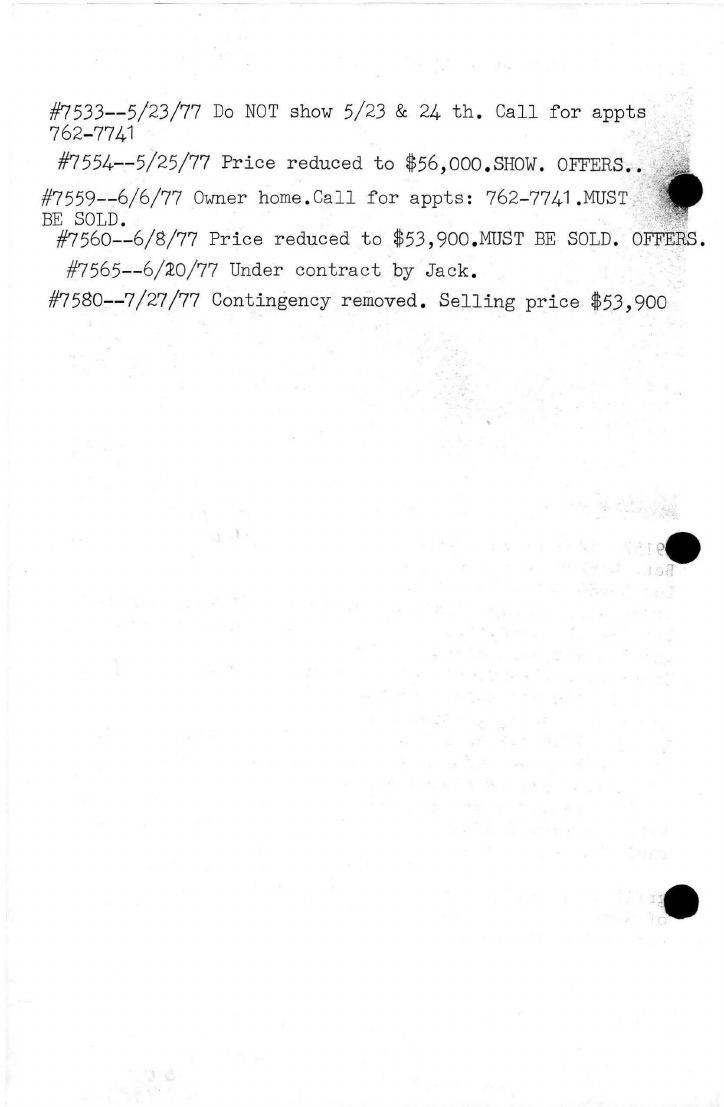 #7533--5/23/77 Do NOT show 5/23 & 24 th. Call for appts
762-7741
#7554--5/25/77 Price reduced to $56,000.SHOW. OFFERS..
#7559--6/6/77 Owner home.Call for appts: 762-7741.MUST
BE SOLD.
#7560--6/8/77 Price reduced to $53,900.MUST BE SOLD. OFFERS.
#7565--6/20/77 Under contract by Jack.
#7580--7/27/77 Contingency removed. Selling price $53,900